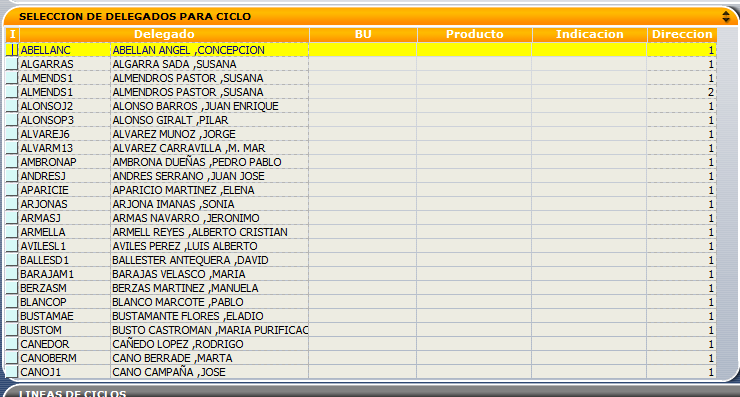 SELECCION DE DELEGADOS PARA CICLO
I Delegado BU Producto Indicacion Direccion
ABELLANC ABELLAN ANGEL ,CONCEPCION 1
ALGARRAS ALGARRA SADA ,SUSANA 1
ALMENDS1 ALMENDROS PASTOR ,SUSANA 1
ALMENDS1 ALMENDROS PASTOR ,SUSANA 2
ALONSOJ2 ALONSO BARROS ,JUAN ENRIQUE 1
ALONSOP3 ALONSO GIRALT ,PILAR 1
ALVAREJ6 ALVAREZ MUNOZ ,JORGE 1
ALVARM13 ALVAREZ CARRAVILLA ,M. MAR 1
AMBRONAP AMBRONA DUEÑAS ,PEDRO PABLO 1
ANDRESJ ANDRES SERRANO ,JUAN JOSE 1
APARICIE APARICIO MARTINEZ ,ELENA 1
ARJONAS ARJONA IMANAS ,SONIA 1
ARMASJ ARMAS NAVARRO ,JERONIMO 1
ARMELLA ARMELL REYES ,ALBERTO CRISTIAN 1
AVILESL1 AVILES PEREZ ,LUIS ALBERTO 1
BALLESD1 BALLESTER ANTEQUERA ,DAVID 1
BARAJAM1 BARAJAS VELASCO ,MARIA 1
BERZASM BERZAS MARTINEZ ,MANUELA 1
BLANCOP BLANCO MARCOTE ,PABLO 1
BUSTAMAE BUSTAMANTE FLORES ,ELADIO 1
BUSTOM BUSTO CASTROMAN ,MARIA PURIFICAC 1
CANEDOR CAÑEDO LOPEZ ,RODRIGO 1
CANOBERM CANO BERRADE ,MARTA 1
CANOJ1 CANO CAMPAÑA ,JOSE 1
LINEAS DE CICLOS